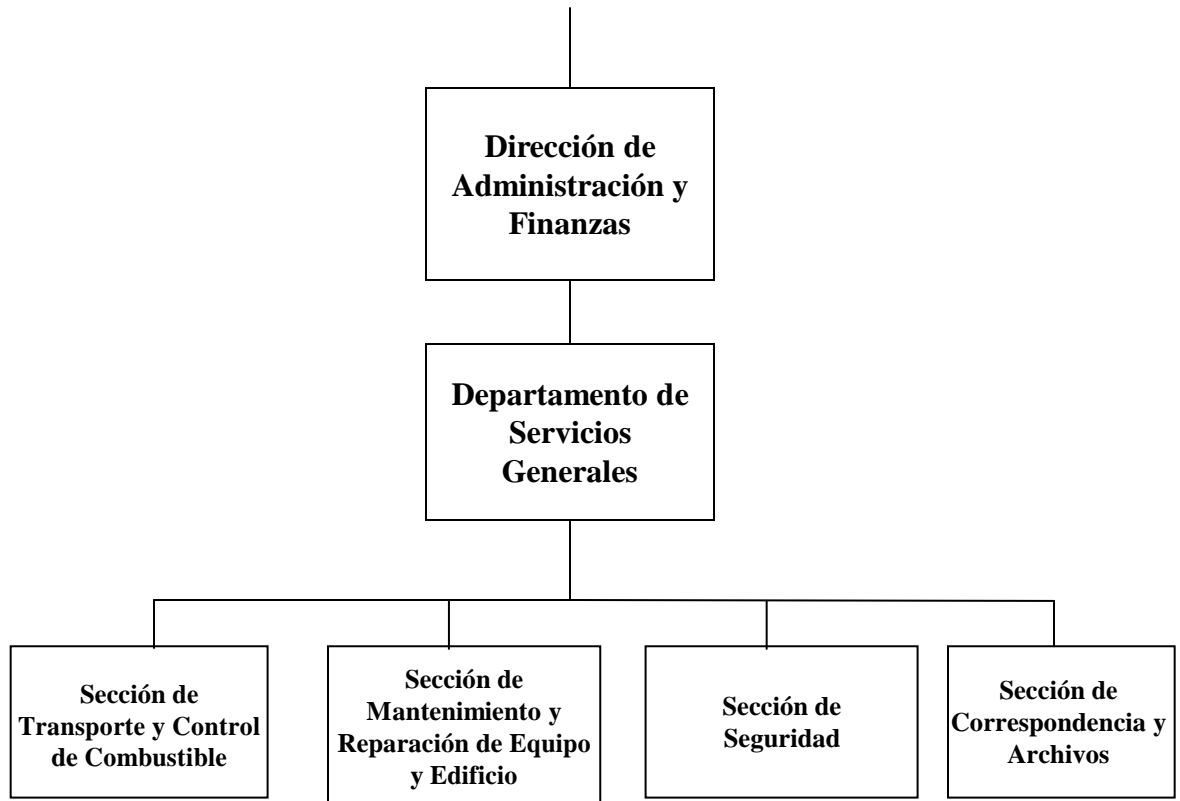 Dirección de
Administración y
Finanzas
Departamento de
Servicios
Generales
Sección de
Transporte y Control
de Combustible
Sección de
Mantenimiento y
Reparación de Equipo
y Edificio
Sección de
Seguridad
Sección de
Correspondencia y
Archivos